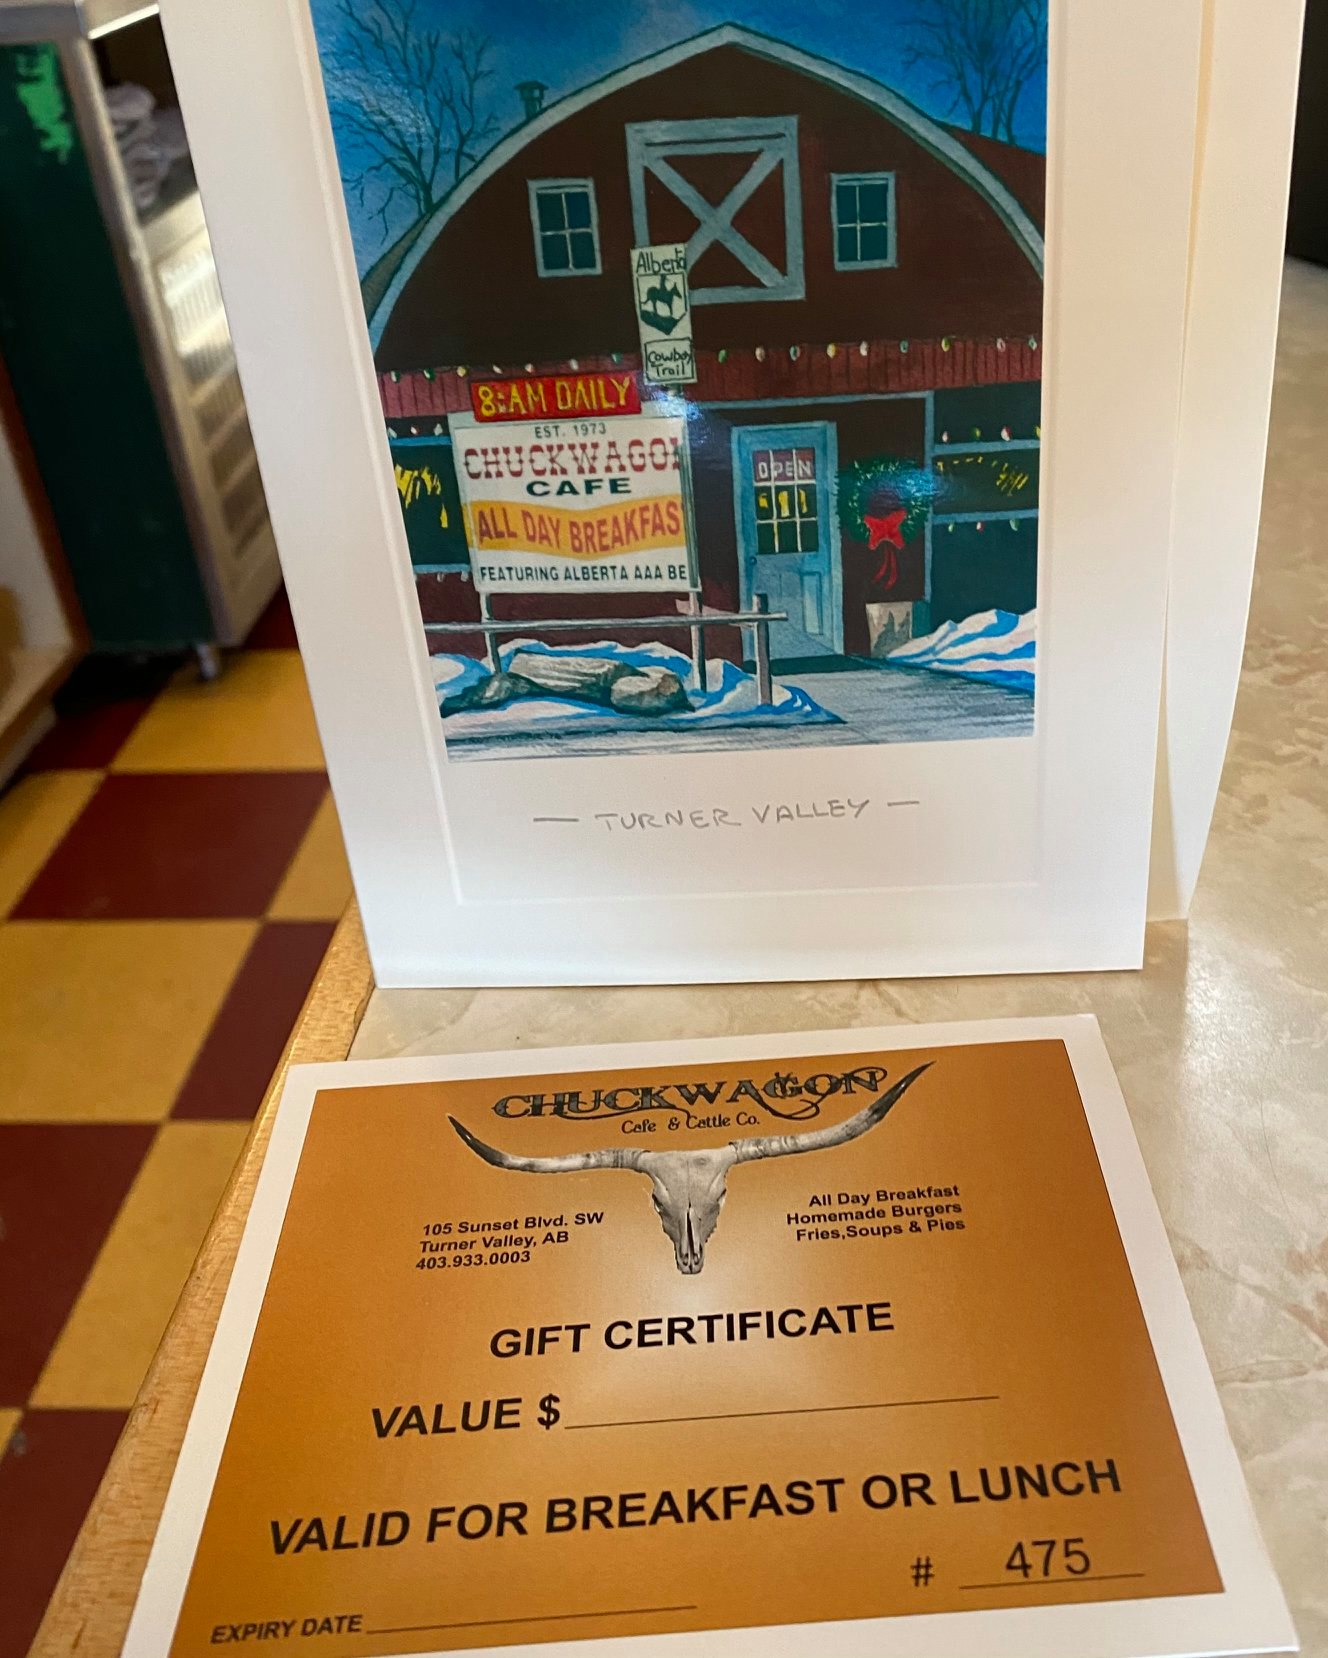 Alberta
Cowboy
Trail
8:AM DAILY
EST. 1973
CHUCKWAGON
CAFE
ALL DAY BREAKFAS
FEATURING ALBERTA AAA BE
OPEN
— TURNER VALLEY —
CHUCKWAGON
Cafe & Cattle Co.
105 Sunset Blvd. SW
Turner Valley, AB
403.933.0003
All Day Breakfast
Homemade Burgers
Fries,Soups & Pies
GIFT CERTIFICATE
VALUE $
VALID FOR BREAKFAST OR LUNCH
# 475
EXPIRY DATE